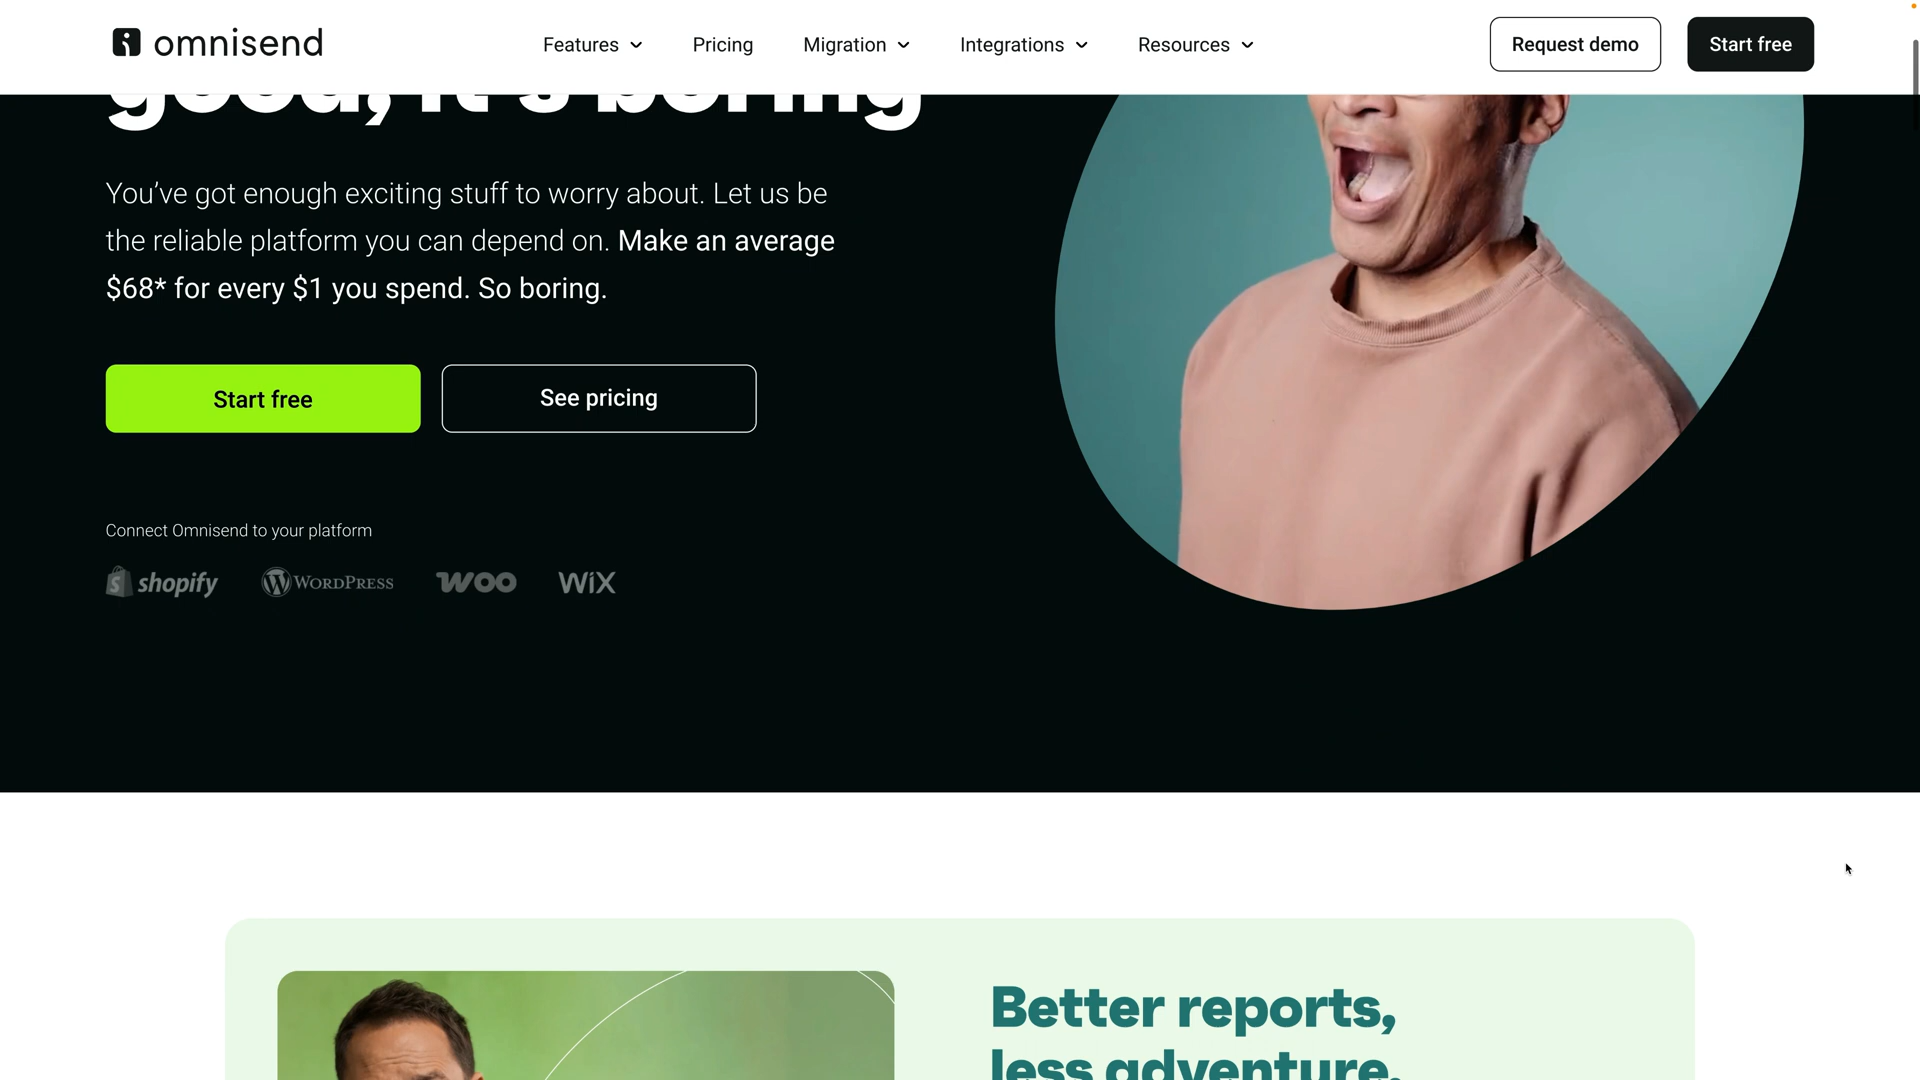 omnisend
Features
Pricing
Migration
Integrations
Resources
Request demo
Start free
good, it's boring
You've got enough exciting stuff to worry about. Let us be
the reliable platform you can depend on. Make an average
$68* for every $1 you spend. So boring.
Start free
See pricing
Connect Omnisend to your platform
shopify
WORDPRESS
WOO
WiX
Better reports,
less adventure.